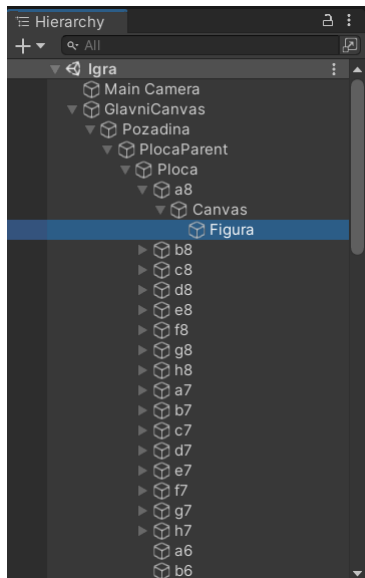 Hierarchy
All
Igra
Main Camera
GlavniCanvas
Pozadina
PlocaParent
Ploca
a8
Canvas
Figura
b8
c8
d8
e8
f8
g8
h8
a7
b7
c7
d7
e7
f7
g7
h7
a6
b6